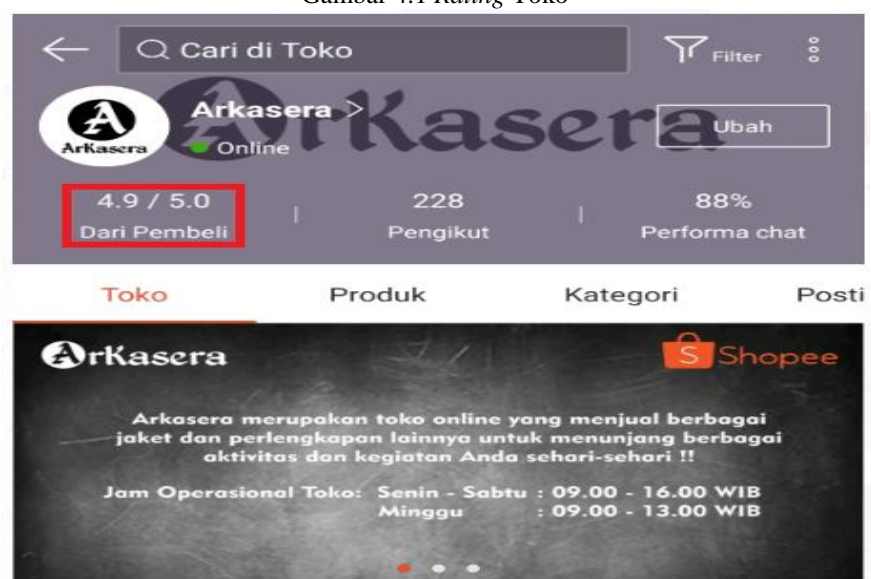 Gambar 4.1 Rating Toko
Cari di Toko
Filter
Arkasera >
ArKasera
Online
ArKasera
Ubah
4.9 / 5.0
228
88%
Dari Pembeli
Pengikut
Performa chat
Toko
Produk
Kategori
Posti
ArKasera
S Shopee
Arkasera merupakan toko online yang menjual berbagai
jaket dan perlengkapan lainnya untuk menunjang berbagai
aktivitas dan kegiatan Anda sehari-sehari !!
Jam Operasional Toko: Senin - Sabtu : 09.00 - 16.00 WIB
Minggu : 09.00 - 13.00 WIB